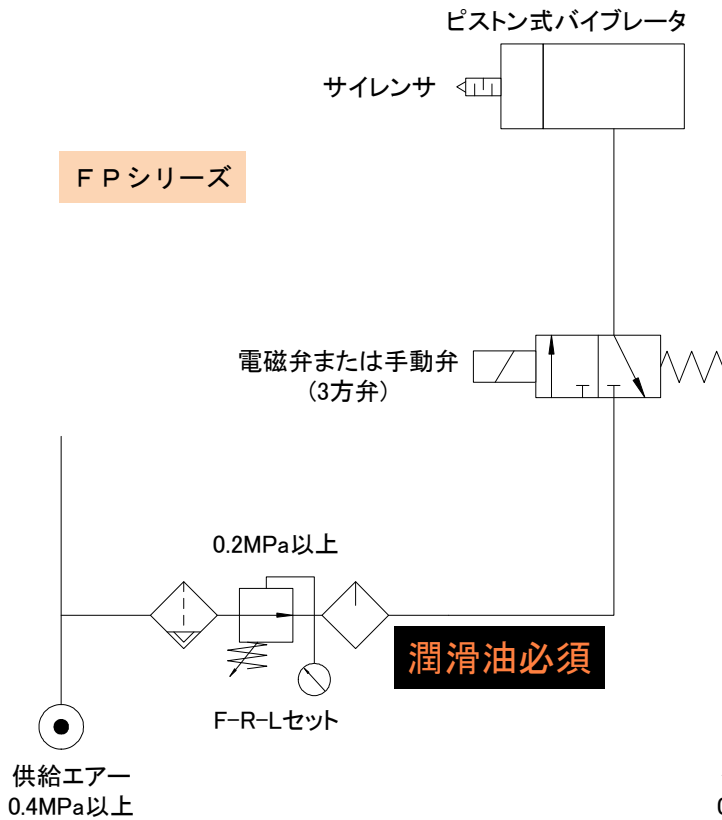 ピストン式バイブレータ
サイレンサ
FPシリーズ
電磁弁または手動弁
(3方弁)
0.2MPa以上
潤滑油必須
F-R-Lセット
供給エアー
0.4MPa以上